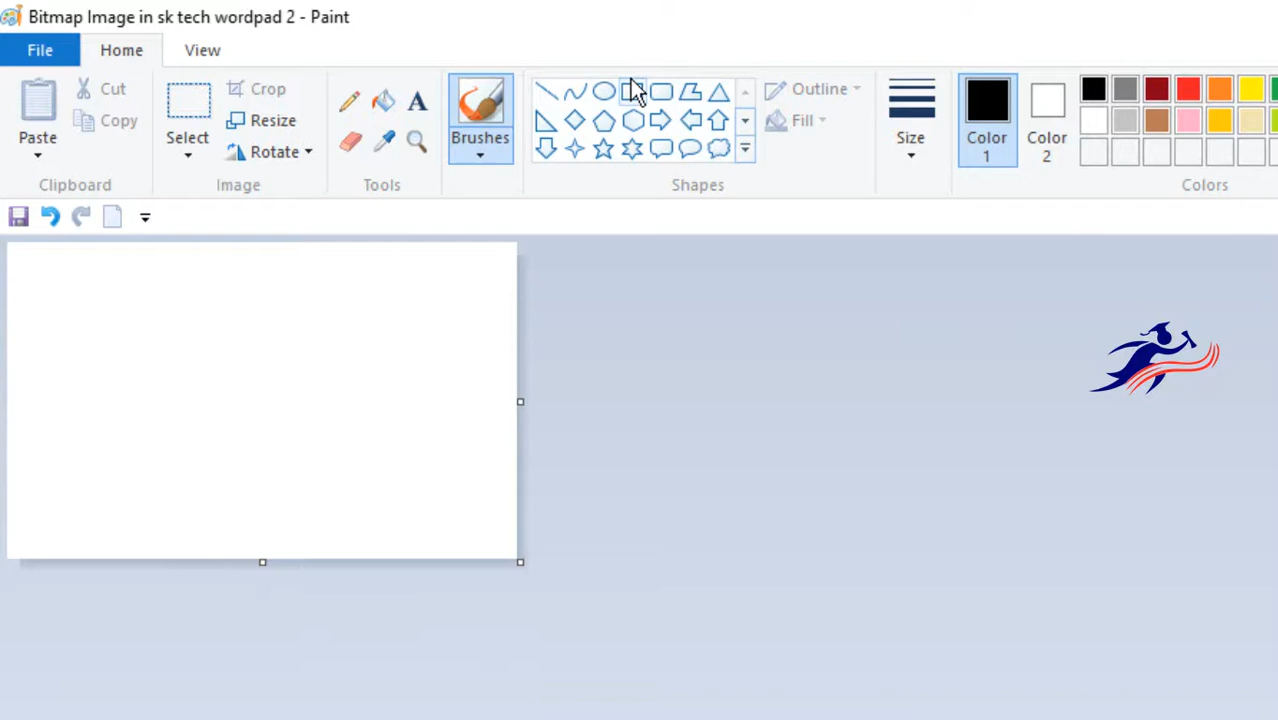 Bitmap Image in sk tech wordpad 2 - Paint
File Home View
Paste
Cut
Copy
Clipboard
Select
Crop
Resize
Rotate
Image
A
Tools
Brushes
Shapes
Outline
Fill
Size
Color 1
Color 2
Colors